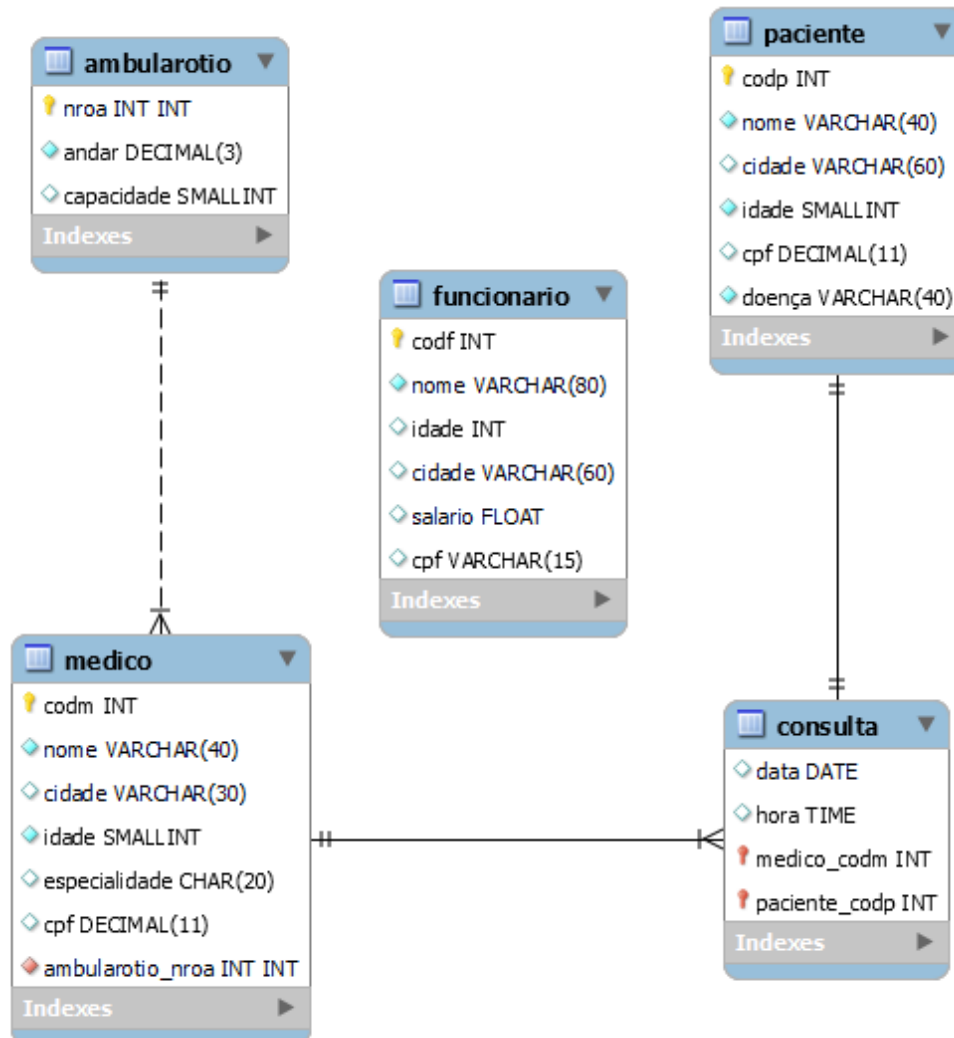 ambularotio
nroa INT INT
andar DECIMAL(3)
capacidade SMALLINT
Indexes
paciente
codp INT
nome VARCHAR(40)
cidade VARCHAR(60)
idade SMALLINT
cpf DECIMAL(11)
doença VARCHAR(40)
Indexes
funcionario
codf INT
nome VARCHAR(80)
idade INT
cidade VARCHAR(60)
salario FLOAT
cpf VARCHAR(15)
Indexes
medico
codm INT
nome VARCHAR(40)
cidade VARCHAR(30)
idade SMALLINT
especialidade CHAR(20)
cpf DECIMAL(11)
ambularotio_nroa INT INT
Indexes
consulta
data DATE
hora TIME
medico_codm INT
paciente_codp INT
Indexes